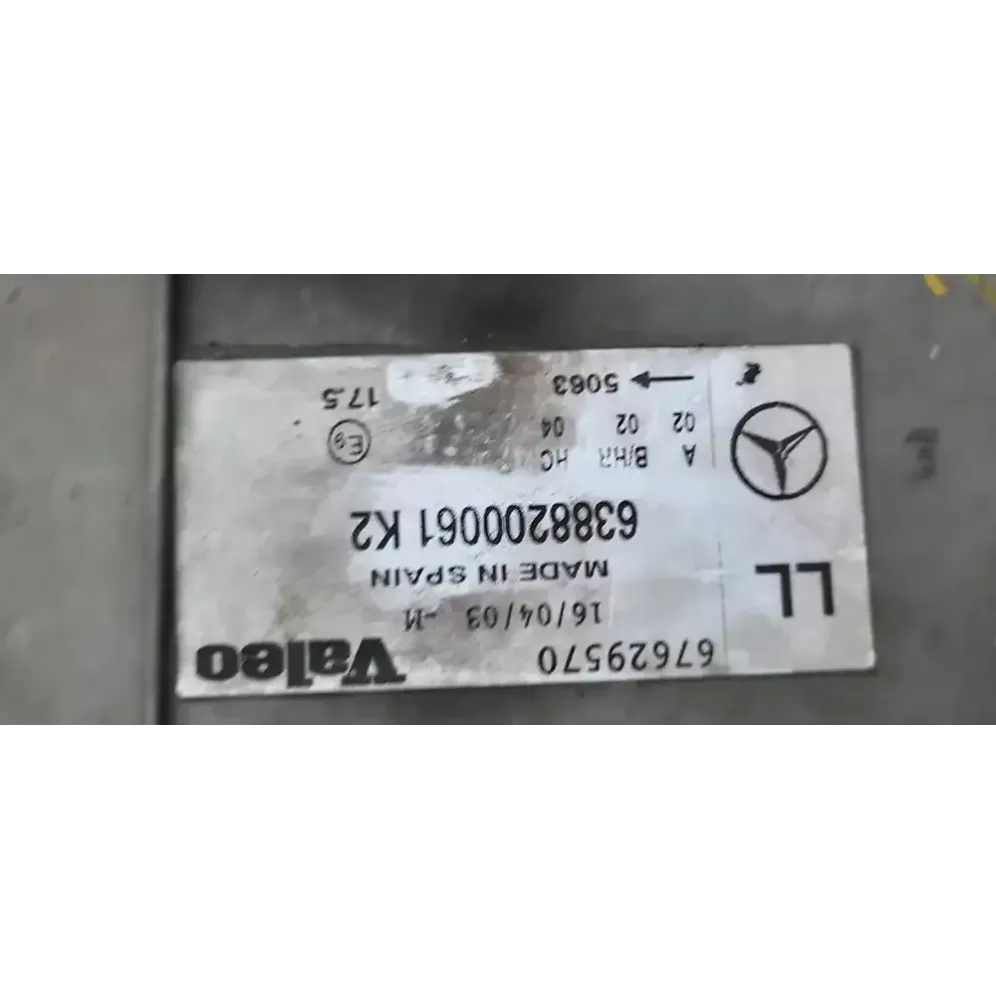 67629570 Valeo
16/04/03 -M
MADE IN SPAIN
LL
6388200061 K2
A B/HR HC
02 02 04
E9
← 5063
17.5